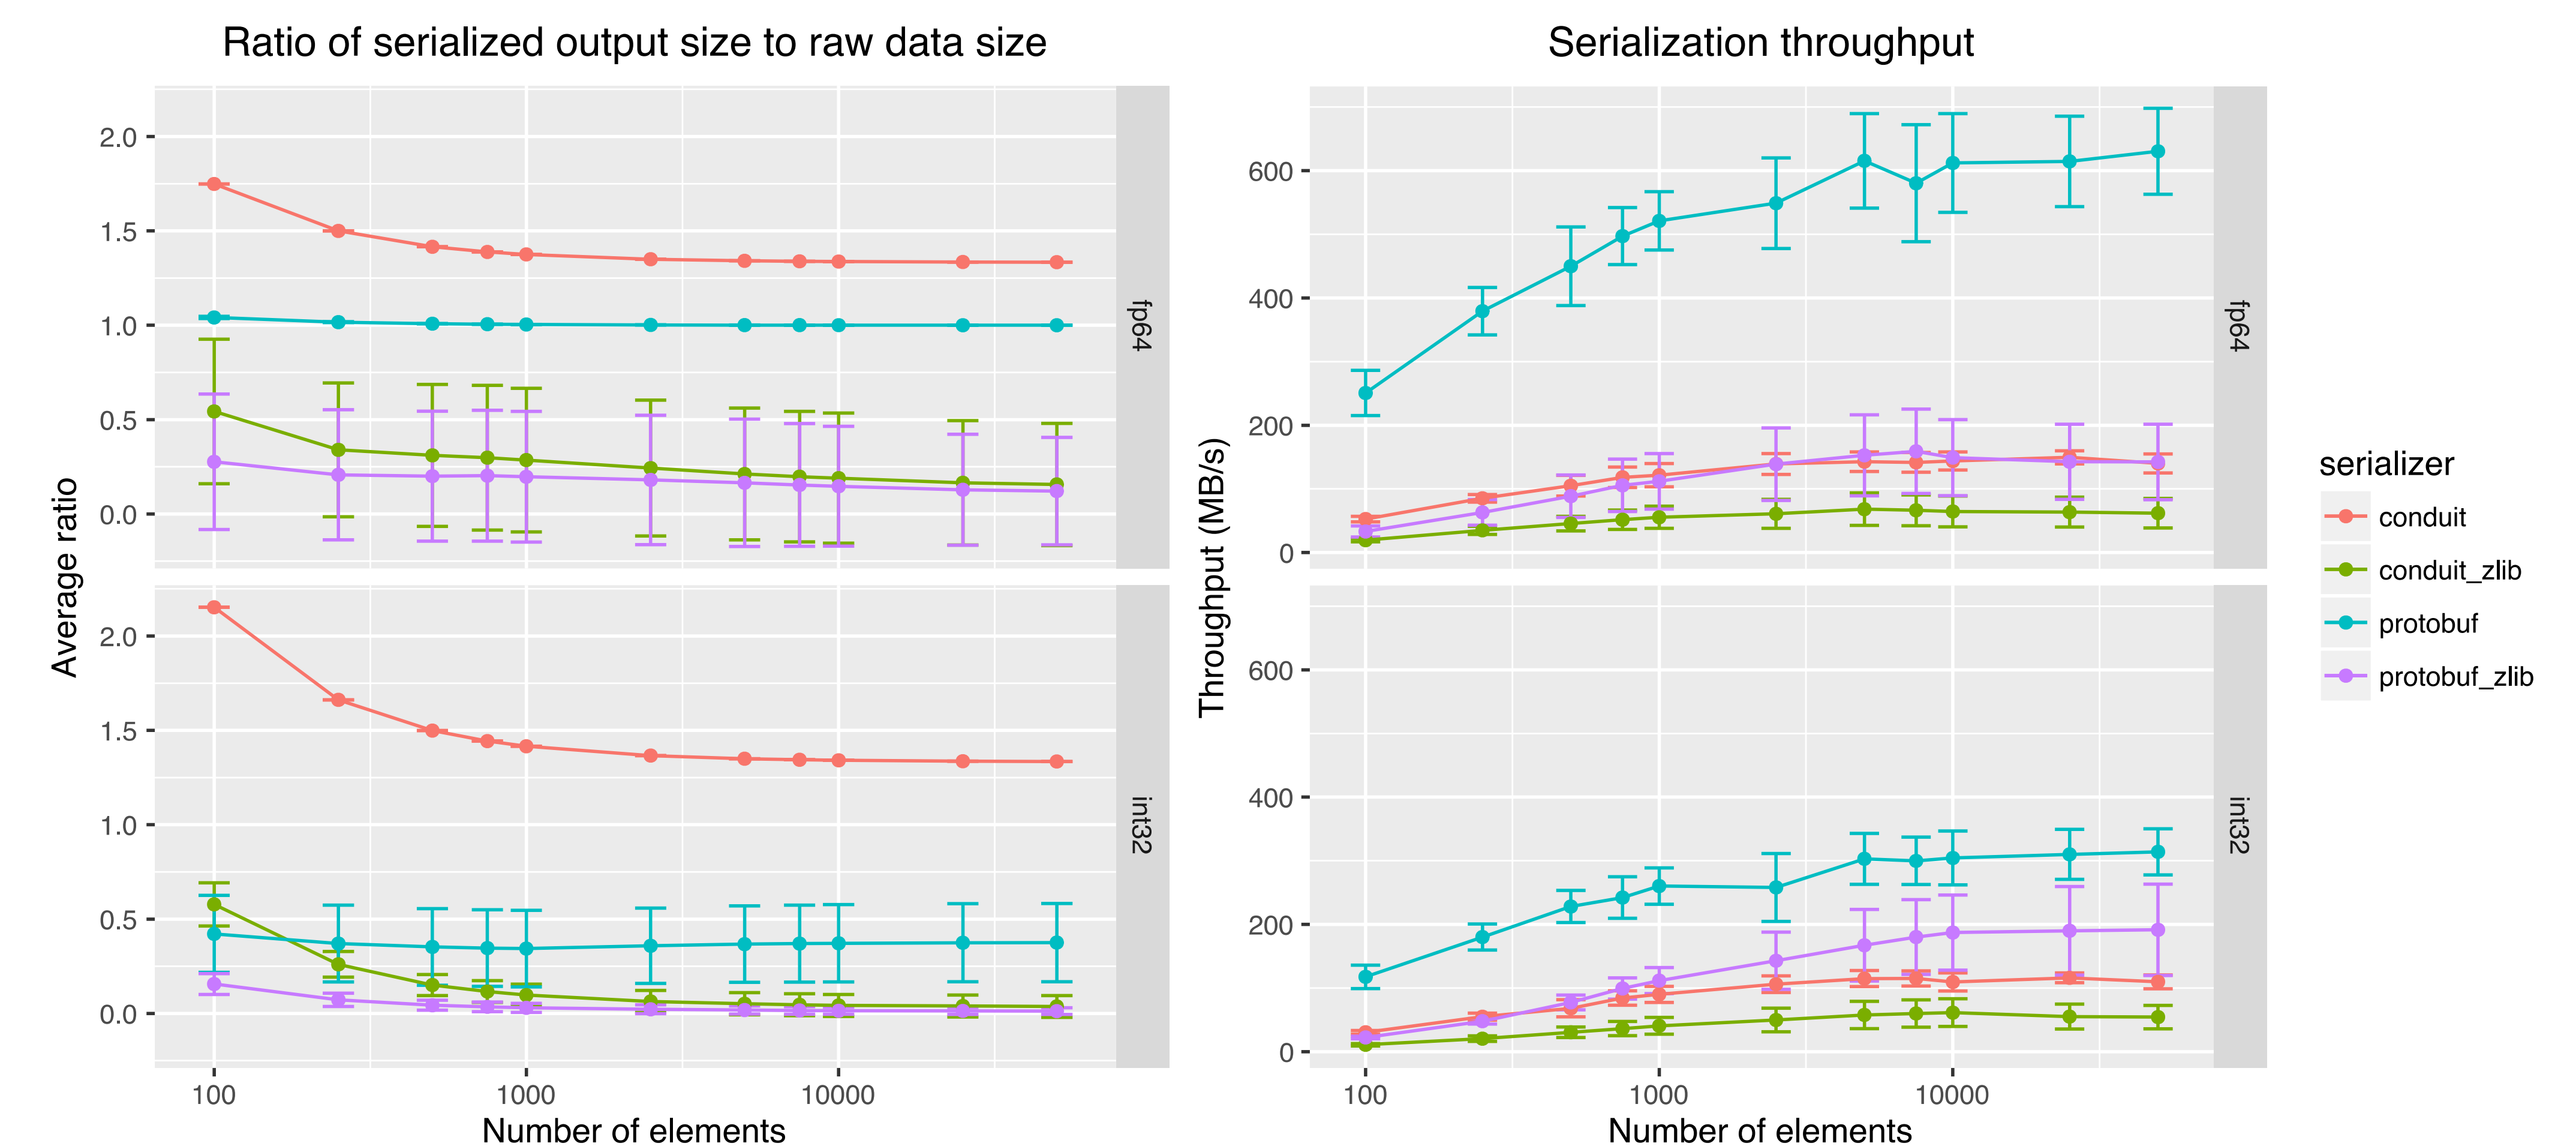 Ratio of serialized output size to raw data size
Average ratio
2.0
1.5
1.0
0.5
0.0
fp64
2.0
1.5
1.0
0.5
0.0
int32
100
1000
10000
Number of elements
Serialization throughput
Throughput (MB/s)
600
400
200
0
fp64
600
400
200
0
int32
100
1000
10000
Number of elements
serializer
conduit
conduit_zlib
protobuf
protobuf_zlib